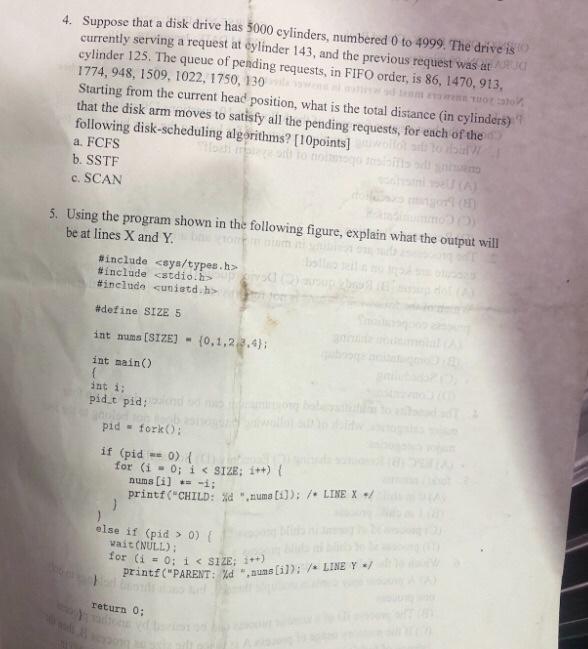 4. Suppose that a disk drive has 5000 cylinders, numbered 0 to 4999. The drive is
currently serving a request at cylinder 143, and the previous request was at
cylinder 125. The queue of pending requests, in FIFO order, is 86, 1470, 913,
1774, 948, 1509, 1022, 1750, 130
Starting from the current head position, what is the total distance (in cylinders)
that the disk arm moves to satisfy all the pending requests, for each of the
following disk-scheduling algorithms? [10points]
a. FCFS
b. SSTF
c. SCAN
5. Using the program shown in the following figure, explain what the output will
be at lines X and Y.
#include <sys/types.h>
#include <stdio.h>
#include <unistd.h>
#define SIZE 5
int nums[SIZE] = {0,1,2,3,4};
int main()
{
int i;
pid_t pid;
pid = fork();
if (pid == 0) {
for (i = 0; i < SIZE; i++) {
nums[i] *= -i;
printf("CHILD: %d ",nums[i]); /* LINE X */
}
}
else if (pid > 0) {
wait(NULL);
for (i = 0; i < SIZE; i++)
printf("PARENT: %d ",nums[i]); /* LINE Y */
}
return 0;
}